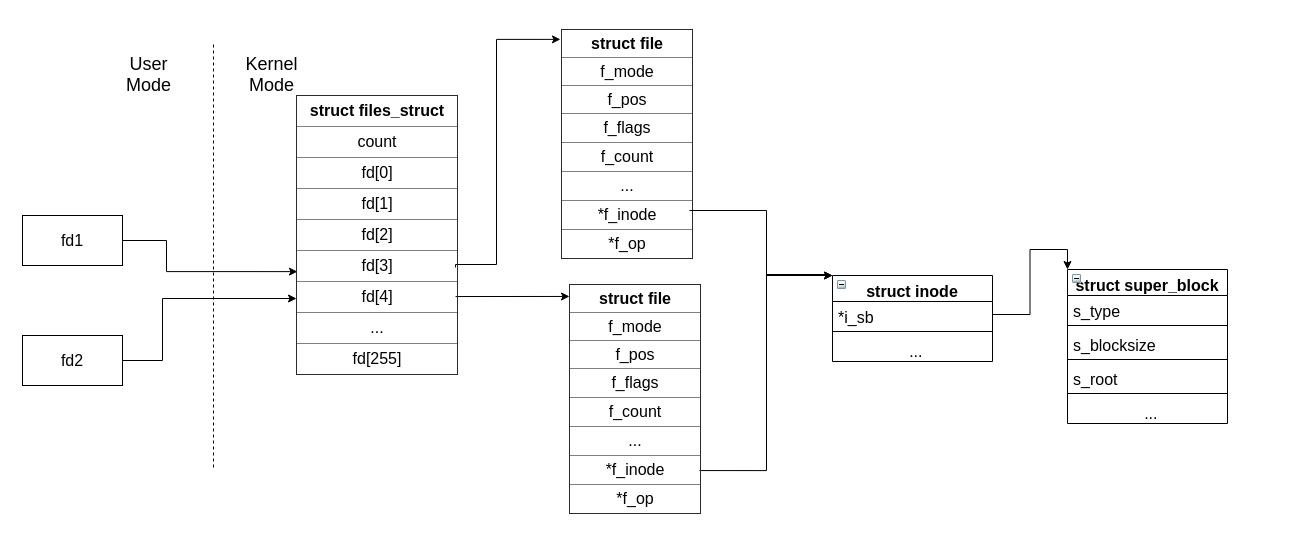 User
Mode
Kernel
Mode
fd1
fd2
struct files_struct
count
fd[0]
fd[1]
fd[2]
fd[3]
fd[4]
...
fd[255]
struct file
f_mode
f_pos
f_flags
f_count
...
*f_inode
*f_op
struct file
f_mode
f_pos
f_flags
f_count
...
*f_inode
*f_op
struct inode
*i_sb
...
struct super_block
s_type
s_blocksize
s_root
...